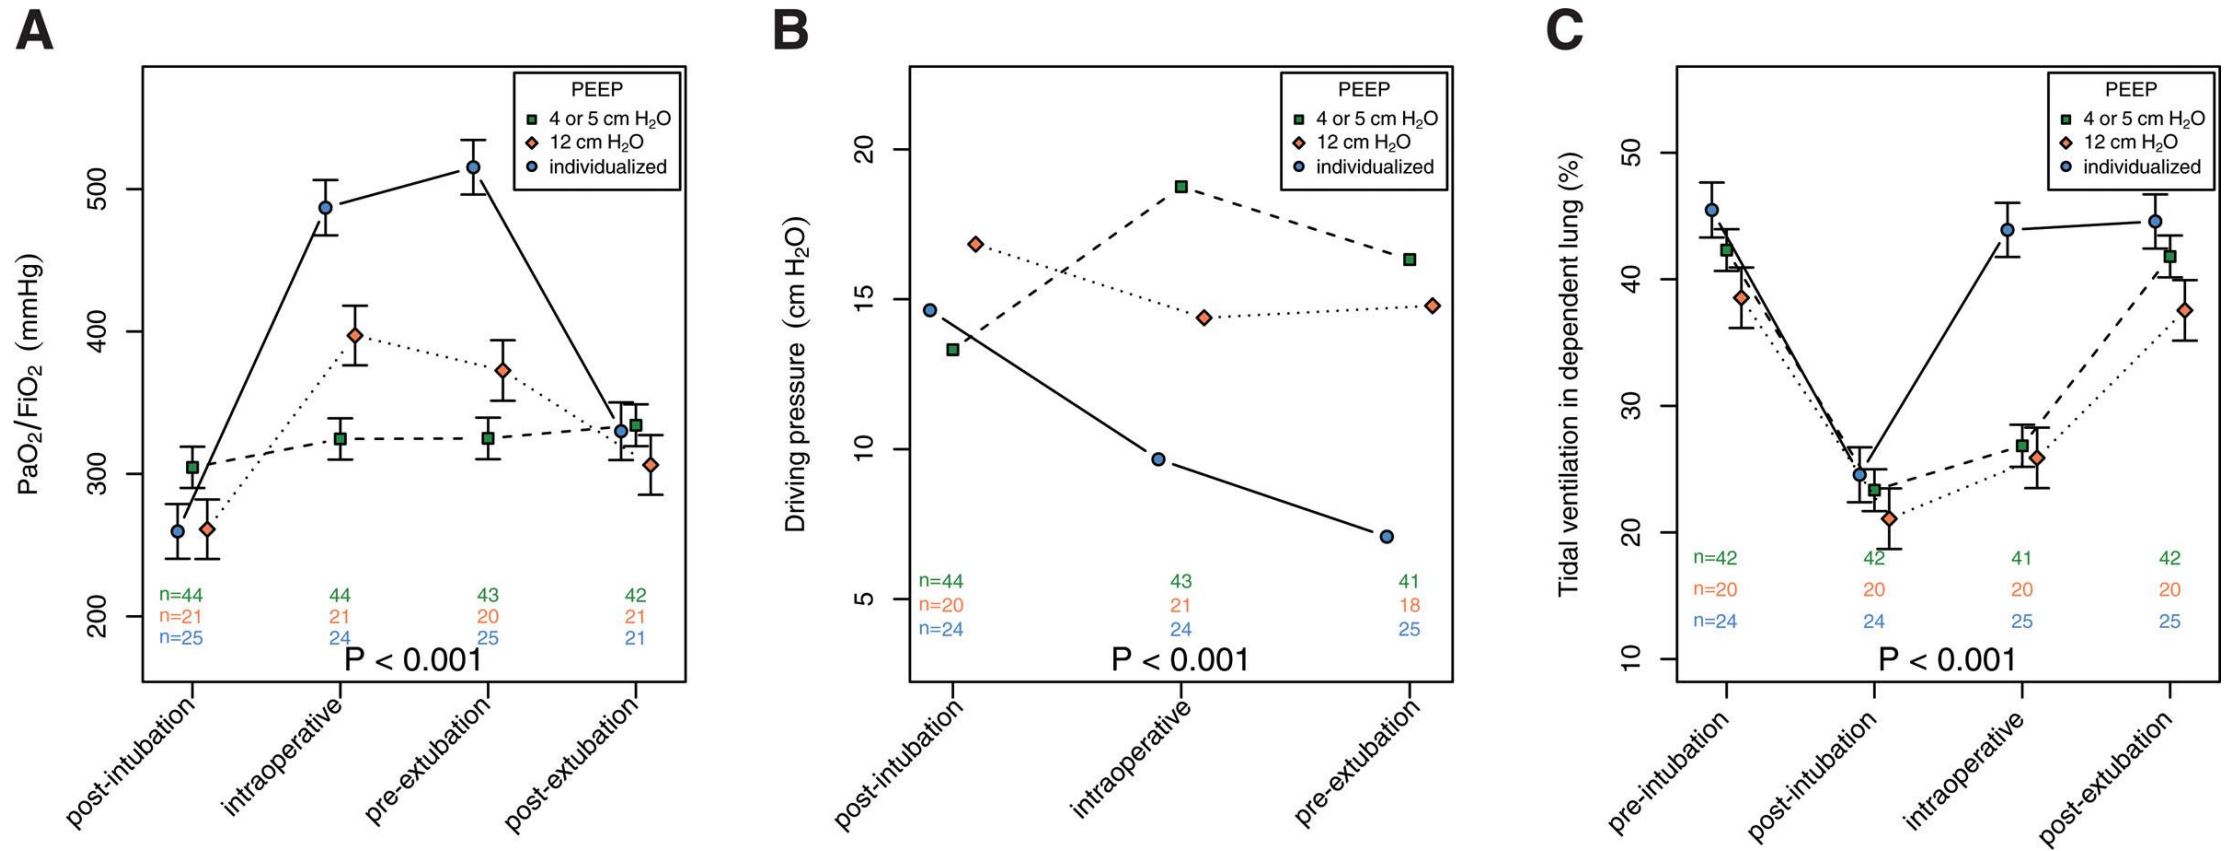 A
PaO₂/FiO₂ (mmHg)
500
400
300
200
PEEP
4 or 5 cm H₂O
12 cm H₂O
individualized
n=44 44 43 42
n=21 21 20 21
n=25 24 25 21
P < 0.001
post-intubation
intraoperative
pre-extubation
post-extubation
B
Driving pressure (cm H₂O)
20
15
10
5
PEEP
4 or 5 cm H₂O
12 cm H₂O
individualized
n=44 43 41
n=20 21 18
n=24 24 25
P < 0.001
post-intubation
intraoperative
pre-extubation
C
Tidal ventilation in dependent lung (%)
50
40
30
20
10
PEEP
4 or 5 cm H₂O
12 cm H₂O
individualized
n=42 42 41 42
n=20 20 20 20
n=24 24 25 25
P < 0.001
pre-intubation
post-intubation
intraoperative
post-extubation